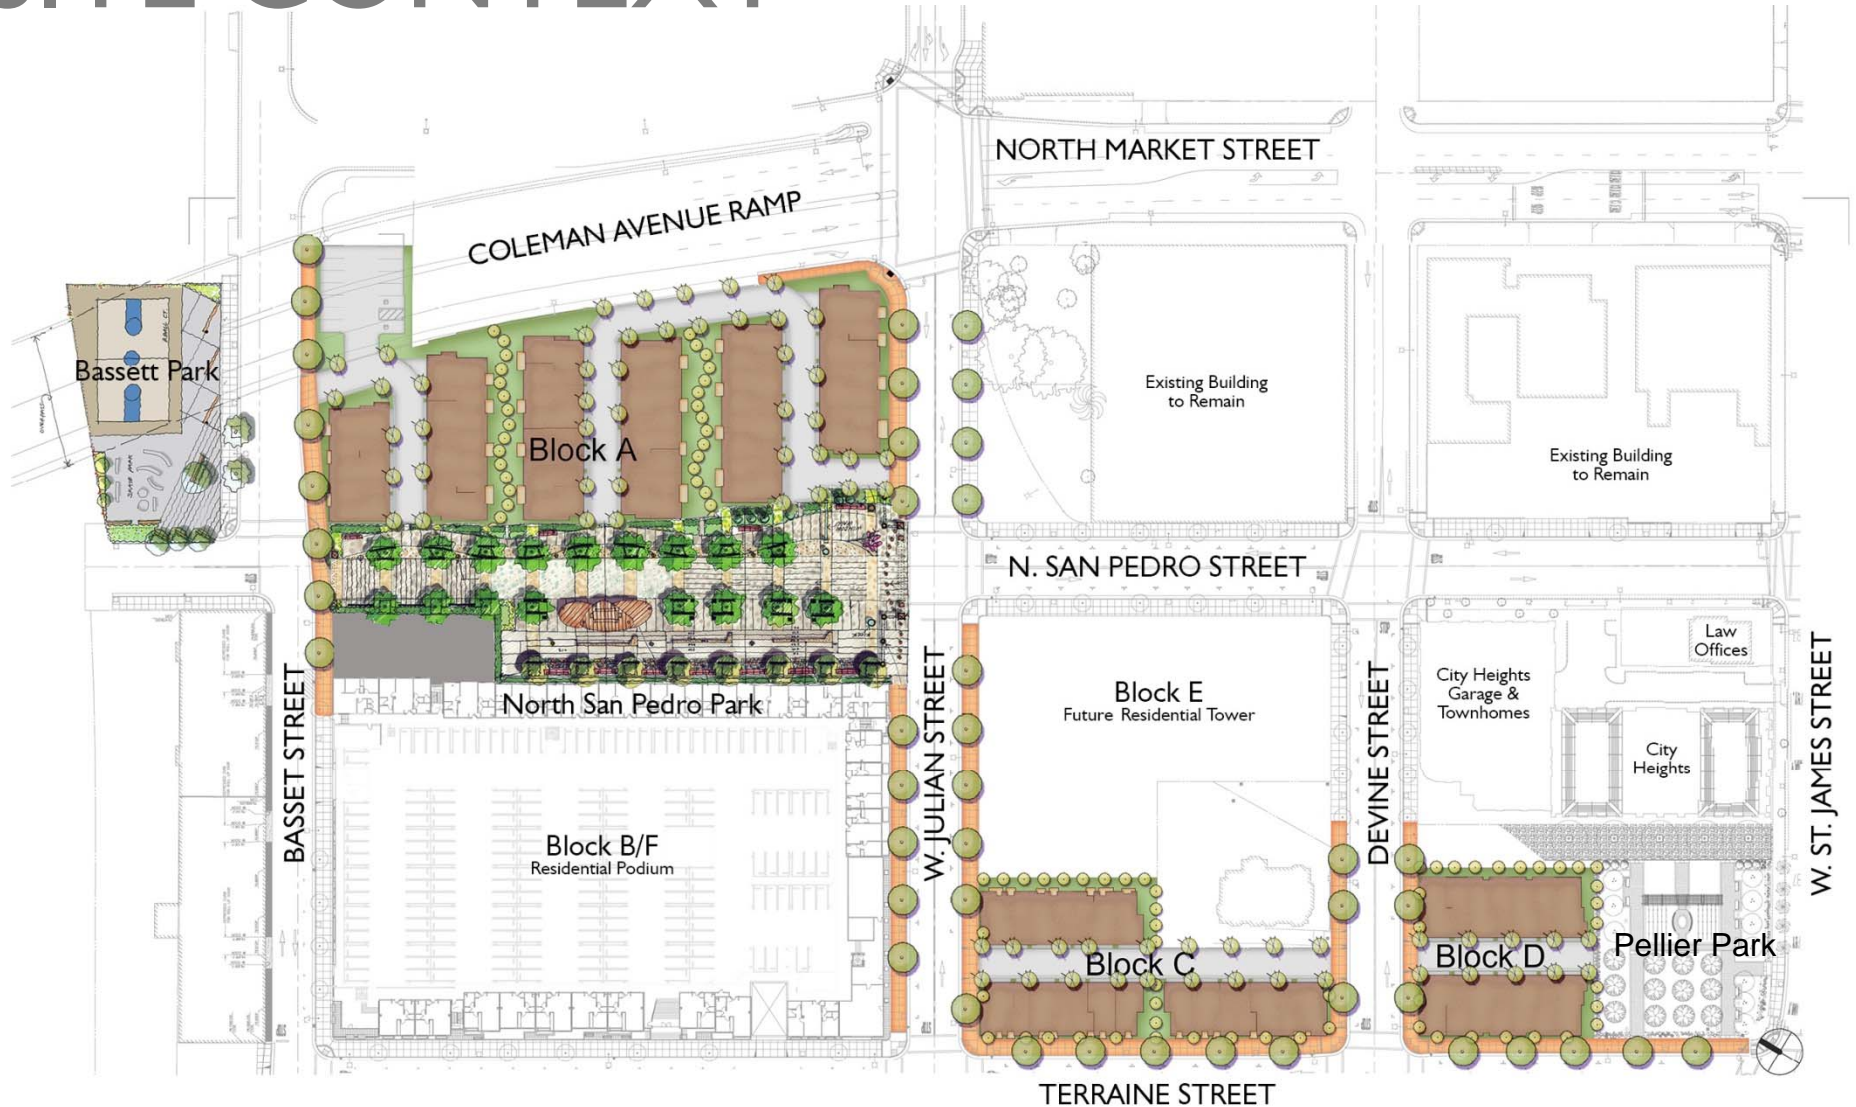 SITE CONTEXT
NORTH MARKET STREET
COLEMAN AVENUE RAMP
Bassett Park
Existing Building
to Remain
Block A
Existing Building
to Remain
N. SAN PEDRO STREET
Law
Offices
City Heights
Garage &
Townhomes
North San Pedro Park
Block E
Future Residential Tower
City
Heights
BASSET STREET
W. JULIAN STREET
DEVINE STREET
W. ST. JAMES STREET
Block B/F
Residential Podium
Block C
Block D
Pellier Park
TERRAINE STREET